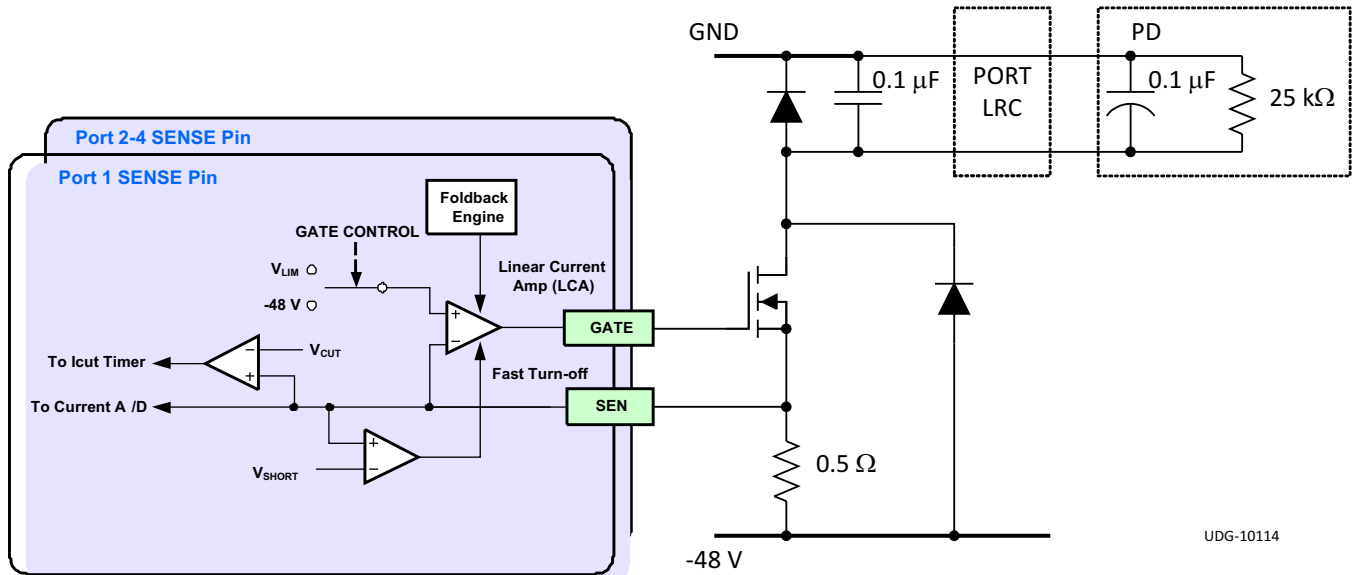 GND
PD
0.1 μF
PORT
LRC
0.1 μF
25 kΩ
Port 2-4 SENSE Pin
Port 1 SENSE Pin
Foldback
Engine
GATE CONTROL
VLIM
-48 V
Linear Current
Amp (LCA)
+
−
GATE
To Icut Timer
−
VCUT
+
Fast Turn-off
To Current A /D
SEN
+
−
VSHORT
0.5 Ω
-48 V
UDG-10114